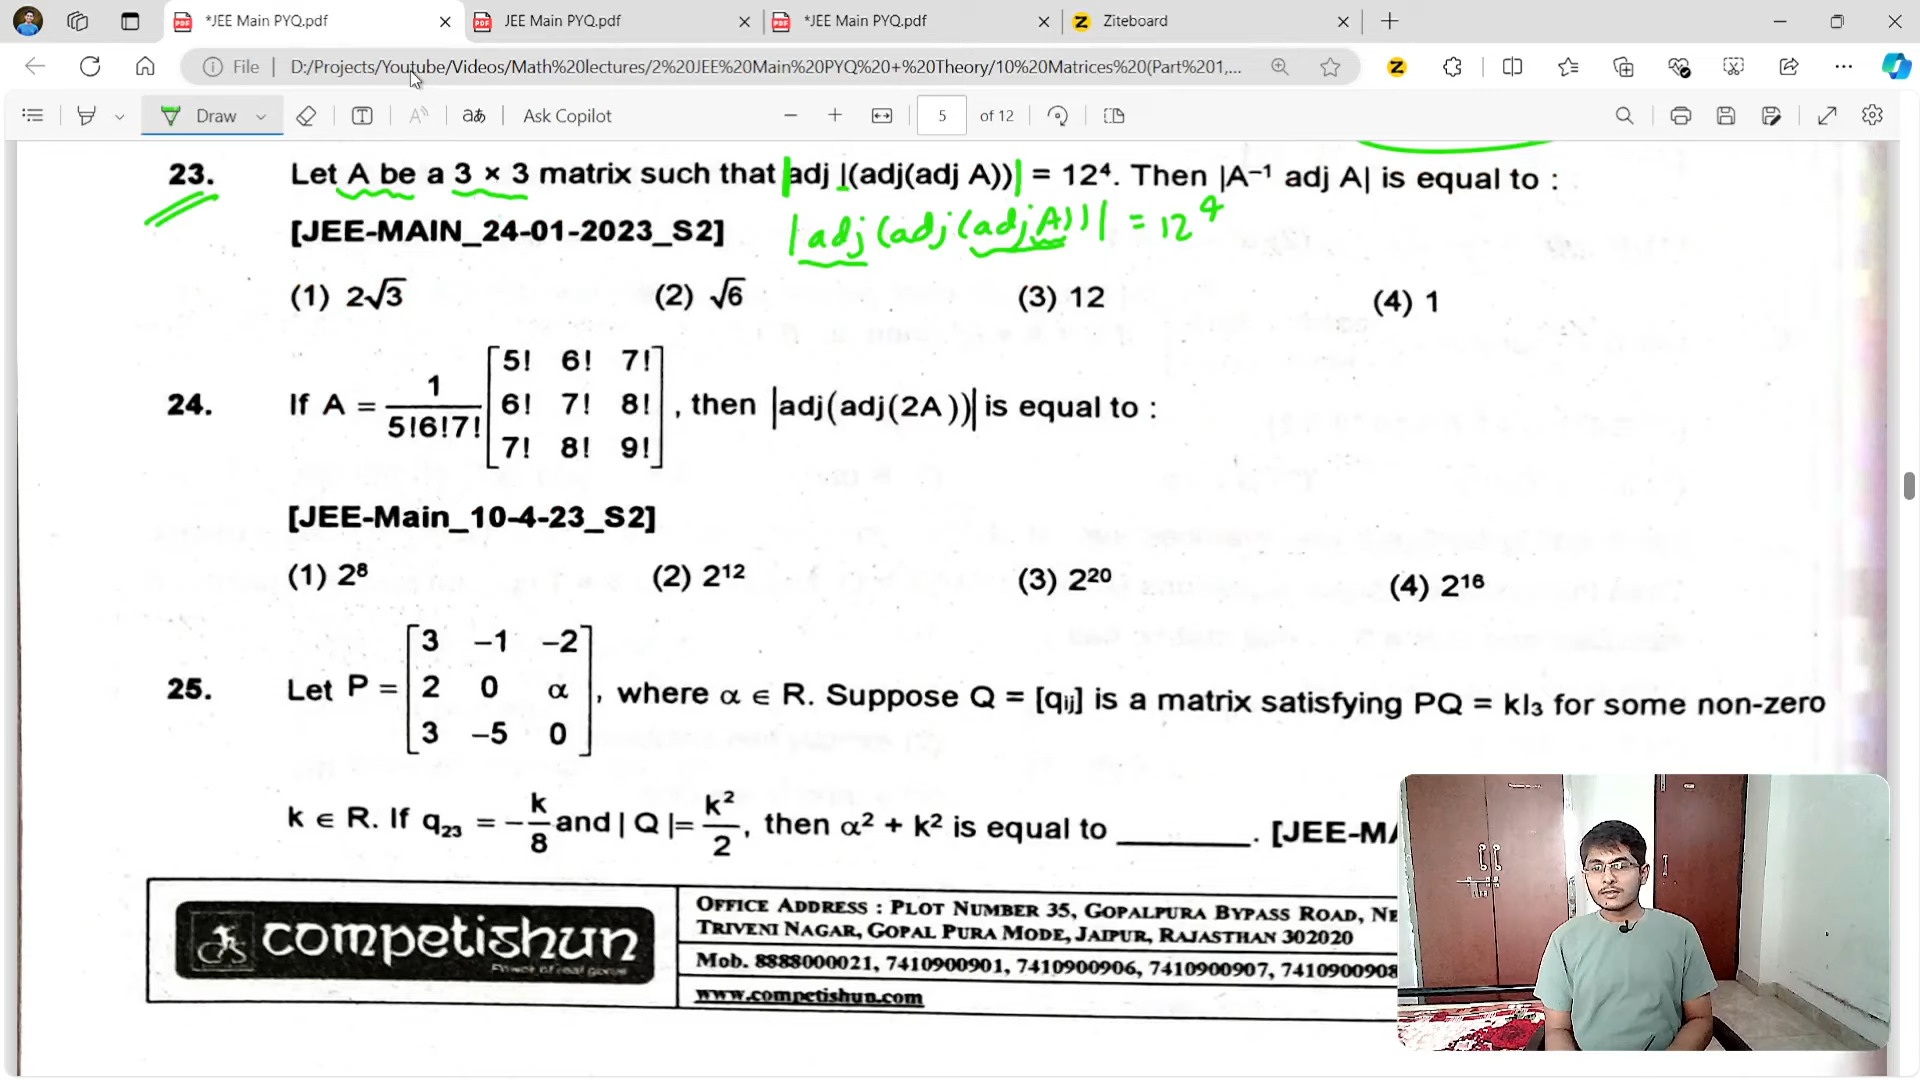 *JEE Main PYQ.pdf
JEE Main PYQ.pdf
*JEE Main PYQ.pdf
Ziteboard
File
D:/Projects/Youtube/Videos/Math%20lectures/2%20JEE%20Main%20PYQ%20+%20Theory/10%20Matrices%20(Part%201,...
Draw
Ask Copilot
5 of 12
23. Let A be a 3 × 3 matrix such that |adj |(adj(adj A))| = 12⁴. Then |A⁻¹ adj A| is equal to :
|adj(adj(adj A))| = 12⁴
[JEE-MAIN_24-01-2023_S2]
(1) 2√3 (2) √6 (3) 12 (4) 1
24. If A = 1/(5!6!7!) [5! 6! 7!
6! 7! 8!
7! 8! 9!], then |adj(adj(2A))| is equal to :
[JEE-Main_10-4-23_S2]
(1) 2⁸ (2) 2¹² (3) 2²⁰ (4) 2¹⁶
25. Let P = [3 −1 −2
2 0 α
3 −5 0], where α ∈ R. Suppose Q = [qᵢⱼ] is a matrix satisfying PQ = kI₃ for some non-zero
k ∈ R. If q₂₃ = −k/8 and | Q |= k²/2, then α² + k² is equal to ________. [JEE-MA
competishun
OFFICE ADDRESS : PLOT NUMBER 35, GOPALPURA BYPASS ROAD, NE
TRIVENI NAGAR, GOPAL PURA MODE, JAIPUR, RAJASTHAN 302020
Mob. 8888000021, 7410900901, 7410900906, 7410900907, 7410900908
www.competishun.com